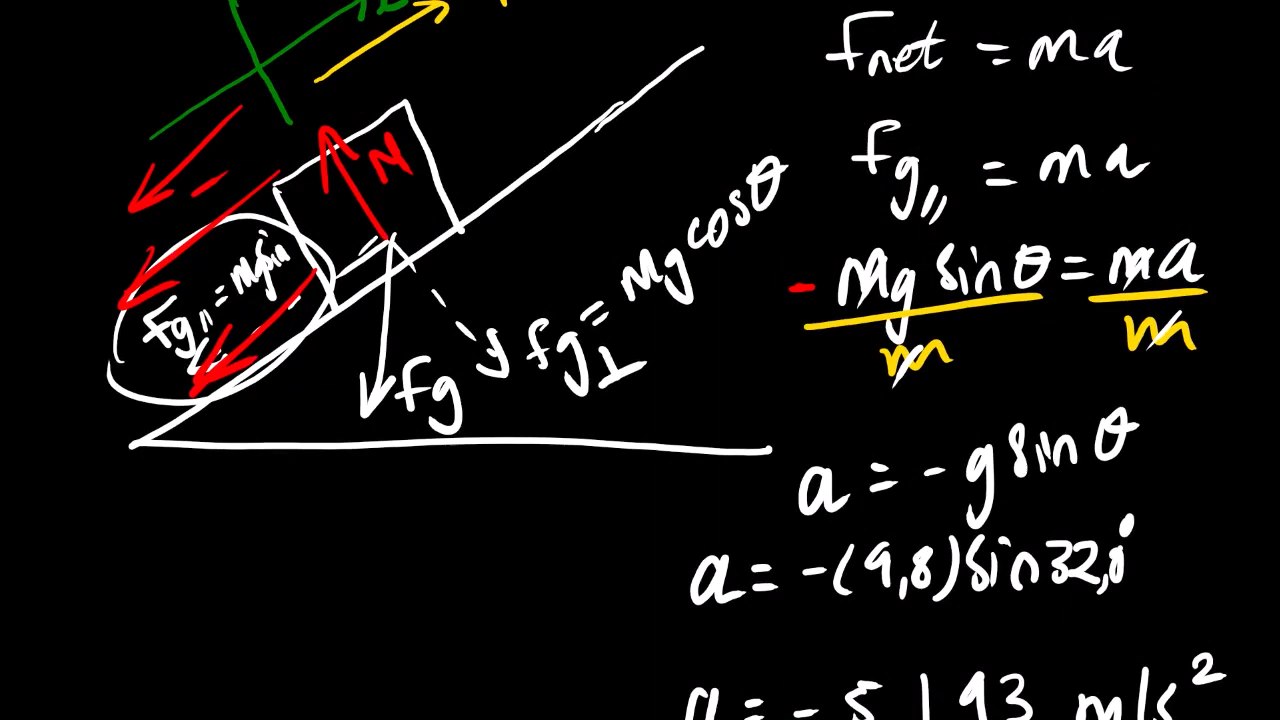 Fnet = ma
Fg// = ma
- Mg sinθ = ma
m m
a = - g sinθ
a = -(9,8) sin 32,0°
a = - 5,193 m/s²
N
Fg// = Mg sin
Fg
Fg⊥ = Mg cosθ